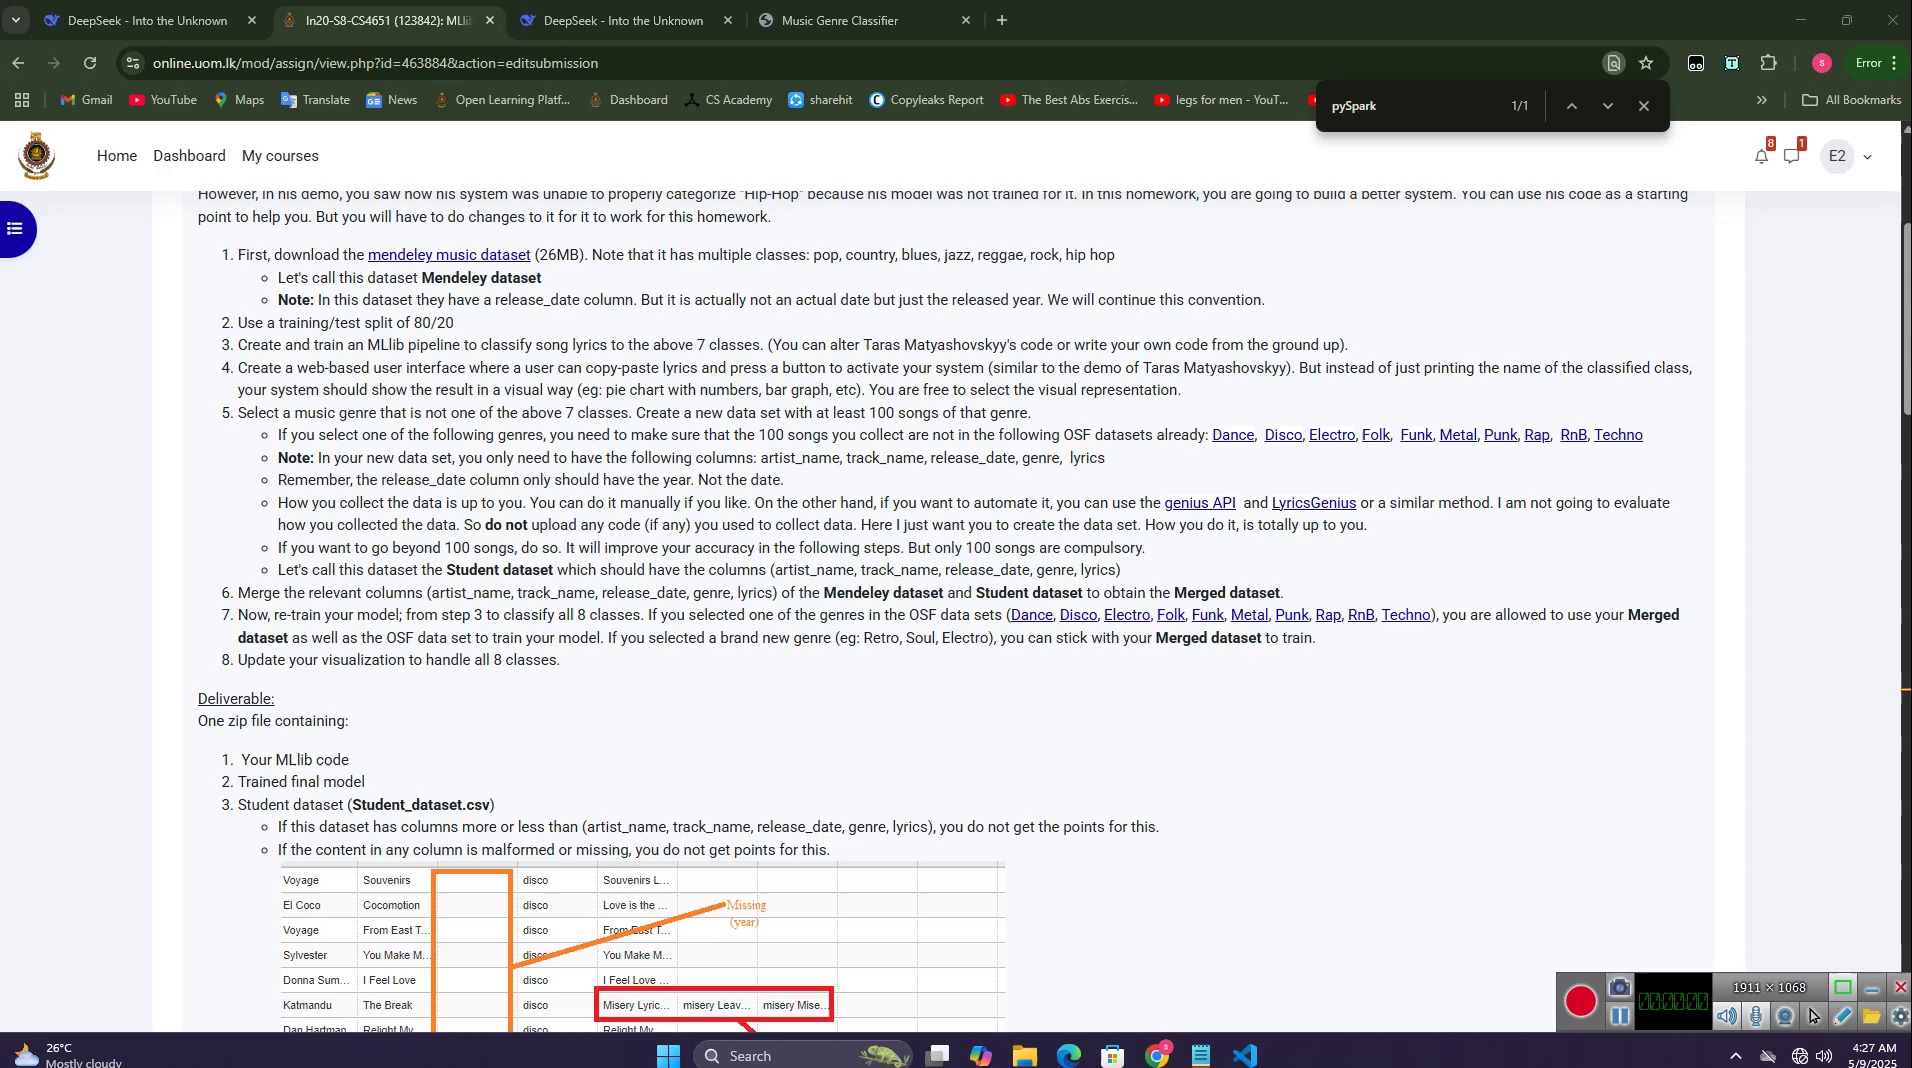 DeepSeek - Into the Unknown
In20-S8-CS4651 (123842): MLli
DeepSeek - Into the Unknown
Music Genre Classifier
online.uom.lk/mod/assign/view.php?id=463884&action=editsubmission
s
Error
Gmail
YouTube
Maps
Translate
News
Open Learning Platf...
Dashboard
CS Academy
sharehit
Copyleaks Report
The Best Abs Exercis...
legs for men - YouT...
All Bookmarks
pySpark 1/1
Home Dashboard My courses
8 1 E2
However, in his demo, you saw how his system was unable to properly categorize "Hip-Hop" because his model was not trained for it. In this homework, you are going to build a better system. You can use his code as a starting
point to help you. But you will have to do changes to it for it to work for this homework.
1. First, download the mendeley music dataset (26MB). Note that it has multiple classes: pop, country, blues, jazz, reggae, rock, hip hop
Let's call this dataset Mendeley dataset
Note: In this dataset they have a release_date column. But it is actually not an actual date but just the released year. We will continue this convention.
2. Use a training/test split of 80/20
3. Create and train an MLlib pipeline to classify song lyrics to the above 7 classes. (You can alter Taras Matyashovskyy's code or write your own code from the ground up).
4. Create a web-based user interface where a user can copy-paste lyrics and press a button to activate your system (similar to the demo of Taras Matyashovskyy). But instead of just printing the name of the classified class,
your system should show the result in a visual way (eg: pie chart with numbers, bar graph, etc). You are free to select the visual representation.
5. Select a music genre that is not one of the above 7 classes. Create a new data set with at least 100 songs of that genre.
If you select one of the following genres, you need to make sure that the 100 songs you collect are not in the following OSF datasets already: Dance, Disco, Electro, Folk, Funk, Metal, Punk, Rap, RnB, Techno
Note: In your new data set, you only need to have the following columns: artist_name, track_name, release_date, genre, lyrics
Remember, the release_date column only should have the year. Not the date.
How you collect the data is up to you. You can do it manually if you like. On the other hand, if you want to automate it, you can use the genius API and LyricsGenius or a similar method. I am not going to evaluate
how you collected the data. So do not upload any code (if any) you used to collect data. Here I just want you to create the data set. How you do it, is totally up to you.
If you want to go beyond 100 songs, do so. It will improve your accuracy in the following steps. But only 100 songs are compulsory.
Let's call this dataset the Student dataset which should have the columns (artist_name, track_name, release_date, genre, lyrics)
6. Merge the relevant columns (artist_name, track_name, release_date, genre, lyrics) of the Mendeley dataset and Student dataset to obtain the Merged dataset.
7. Now, re-train your model; from step 3 to classify all 8 classes. If you selected one of the genres in the OSF data sets (Dance, Disco, Electro, Folk, Funk, Metal, Punk, Rap, RnB, Techno), you are allowed to use your Merged
dataset as well as the OSF data set to train your model. If you selected a brand new genre (eg: Retro, Soul, Electro), you can stick with your Merged dataset to train.
8. Update your visualization to handle all 8 classes.
Deliverable:
One zip file containing:
1. Your MLlib code
2. Trained final model
3. Student dataset (Student_dataset.csv)
If this dataset has columns more or less than (artist_name, track_name, release_date, genre, lyrics), you do not get the points for this.
If the content in any column is malformed or missing, you do not get points for this.
Voyage Souvenirs disco Souvenirs L...
El Coco Cocomotion disco Love is the ... Missing
(year)
Voyage From East T... disco From East T...
Sylvester You Make M... disco You Make M...
Donna Sum... I Feel Love disco I Feel Love ...
Katmandu The Break disco Misery Lyric... misery Leav... misery Mise...
Dan Hartman Relight My disco Relight My
1911 × 1068
00:00:00
26°C
Mostly cloudy
Search
4:27 AM
5/9/2025